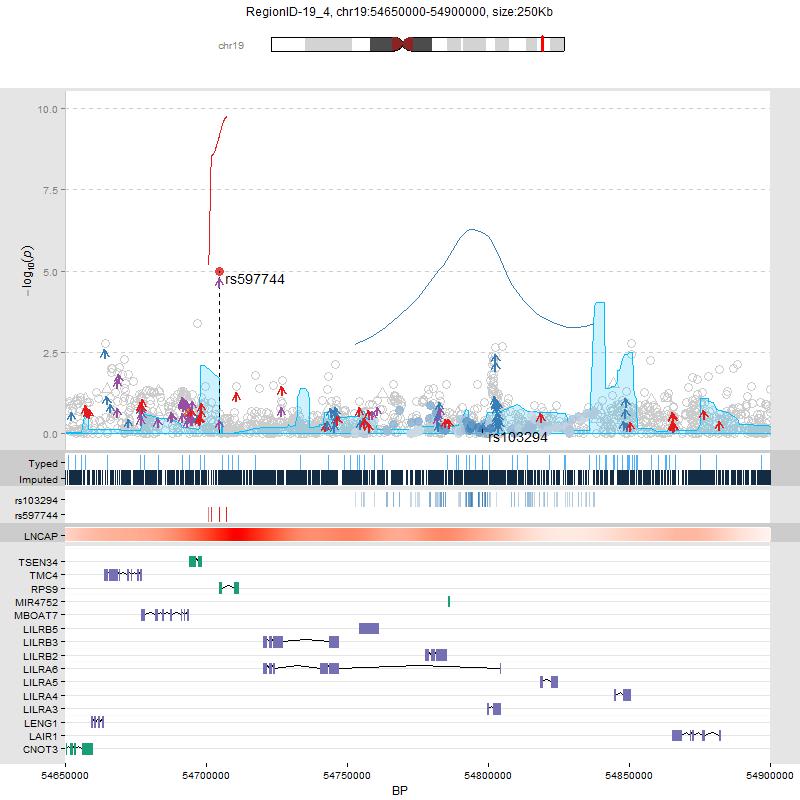 RegionID-19_4, chr19:54650000-54900000, size:250Kb
chr19
10.0
7.5
5.0
2.5
0.0
−log10(p)
rs597744
rs103294
Typed
Imputed
rs103294
rs597744
LNCAP
TSEN34
TMC4
RPS9
MIR4752
MBOAT7
LILRB5
LILRB3
LILRB2
LILRA6
LILRA5
LILRA4
LILRA3
LENG1
LAIR1
CNOT3
54650000 54700000 54750000 54800000 54850000 54900000
BP